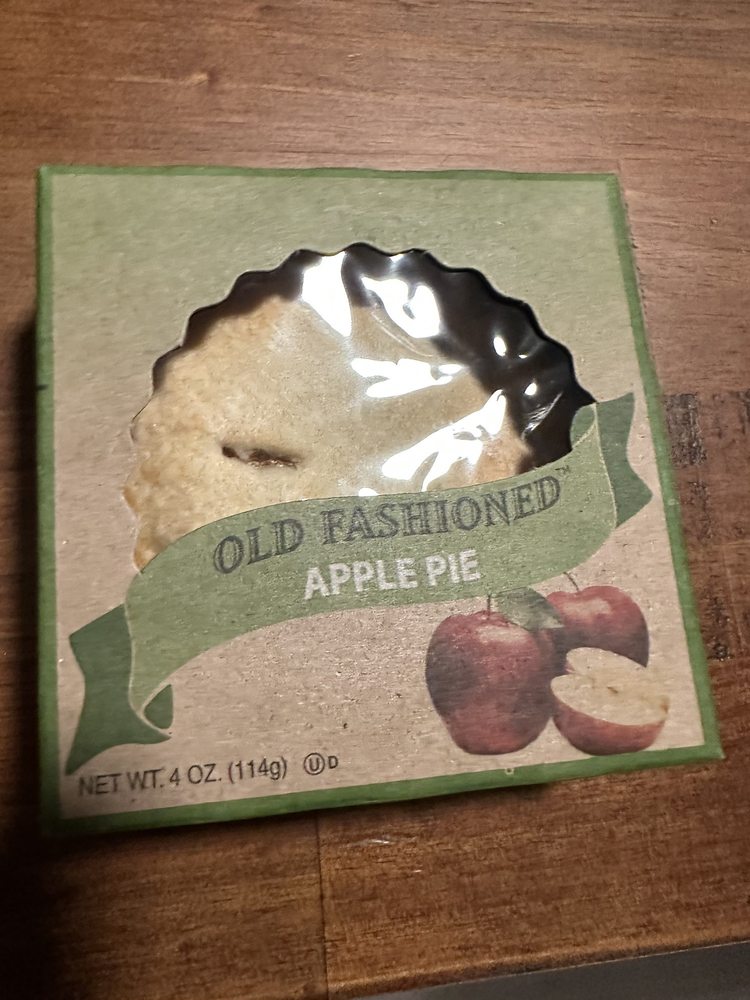 OLD FASHIONED™
APPLE PIE
NET WT. 4 OZ. (114g) ⓊD